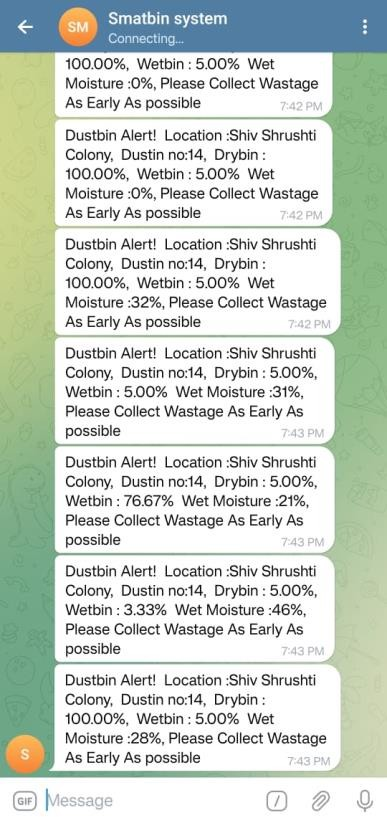 Smatbin system
SM
Connecting...
100.00%, Wetbin : 5.00% Wet
Moisture :0%, Please Collect Wastage
As Early As possible
7:42 PM
Dustbin Alert! Location :Shiv Shrushti
Colony, Dustin no:14, Drybin :
100.00%, Wetbin : 5.00% Wet
Moisture :0%, Please Collect Wastage
As Early As possible
7:42 PM
Dustbin Alert! Location :Shiv Shrushti
Colony, Dustin no:14, Drybin :
100.00%, Wetbin : 5.00% Wet
Moisture :32%, Please Collect Wastage
As Early As possible
7:42 PM
Dustbin Alert! Location :Shiv Shrushti
Colony, Dustin no:14, Drybin : 5.00%,
Wetbin : 5.00% Wet Moisture :31%,
Please Collect Wastage As Early As
possible
7:43 PM
Dustbin Alert! Location :Shiv Shrushti
Colony, Dustin no:14, Drybin : 5.00%,
Wetbin : 76.67% Wet Moisture :21%,
Please Collect Wastage As Early As
possible
7:43 PM
Dustbin Alert! Location :Shiv Shrushti
Colony, Dustin no:14, Drybin : 5.00%,
Wetbin : 3.33% Wet Moisture :46%,
Please Collect Wastage As Early As
possible
7:43 PM
Dustbin Alert! Location :Shiv Shrushti
Colony, Dustin no:14, Drybin :
100.00%, Wetbin : 5.00% Wet
Moisture :28%, Please Collect Wastage
As Early As possible
7:43 PM
S
GIF Message